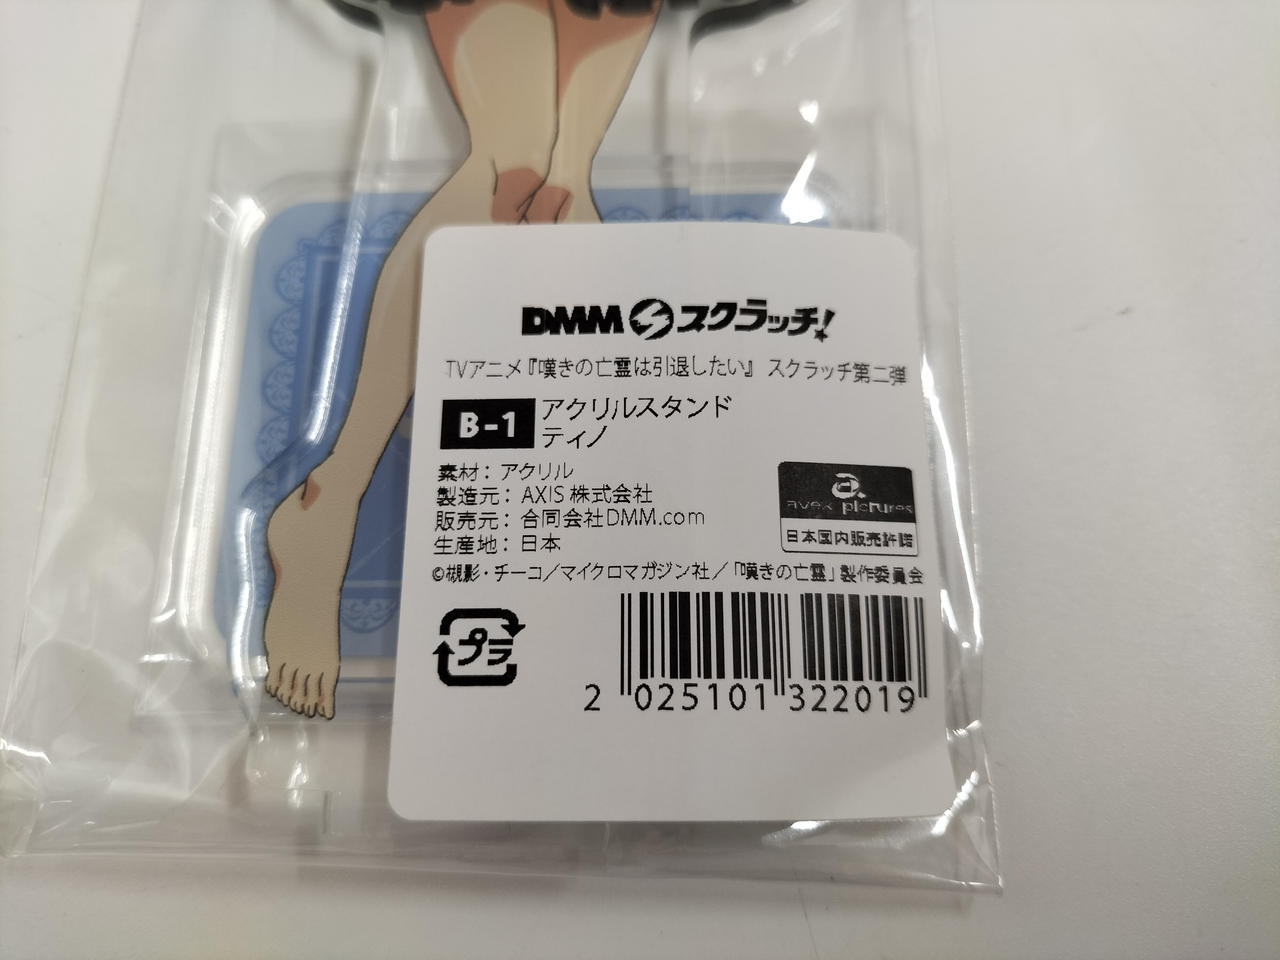 DMMスクラッチ!
TVアニメ『嘆きの亡霊は引退したい』 スクラッチ第二弾
B-1 アクリルスタンド
ティノ
素材：アクリル
製造元：AXIS 株式会社
販売元：合同会社DMM.com
生産地：日本
a.
avex pictures
日本国内販売許諾
©槻影・チーコ／マイクロマガジン社／「嘆きの亡霊」製作委員会
プラ
2 025101 322019